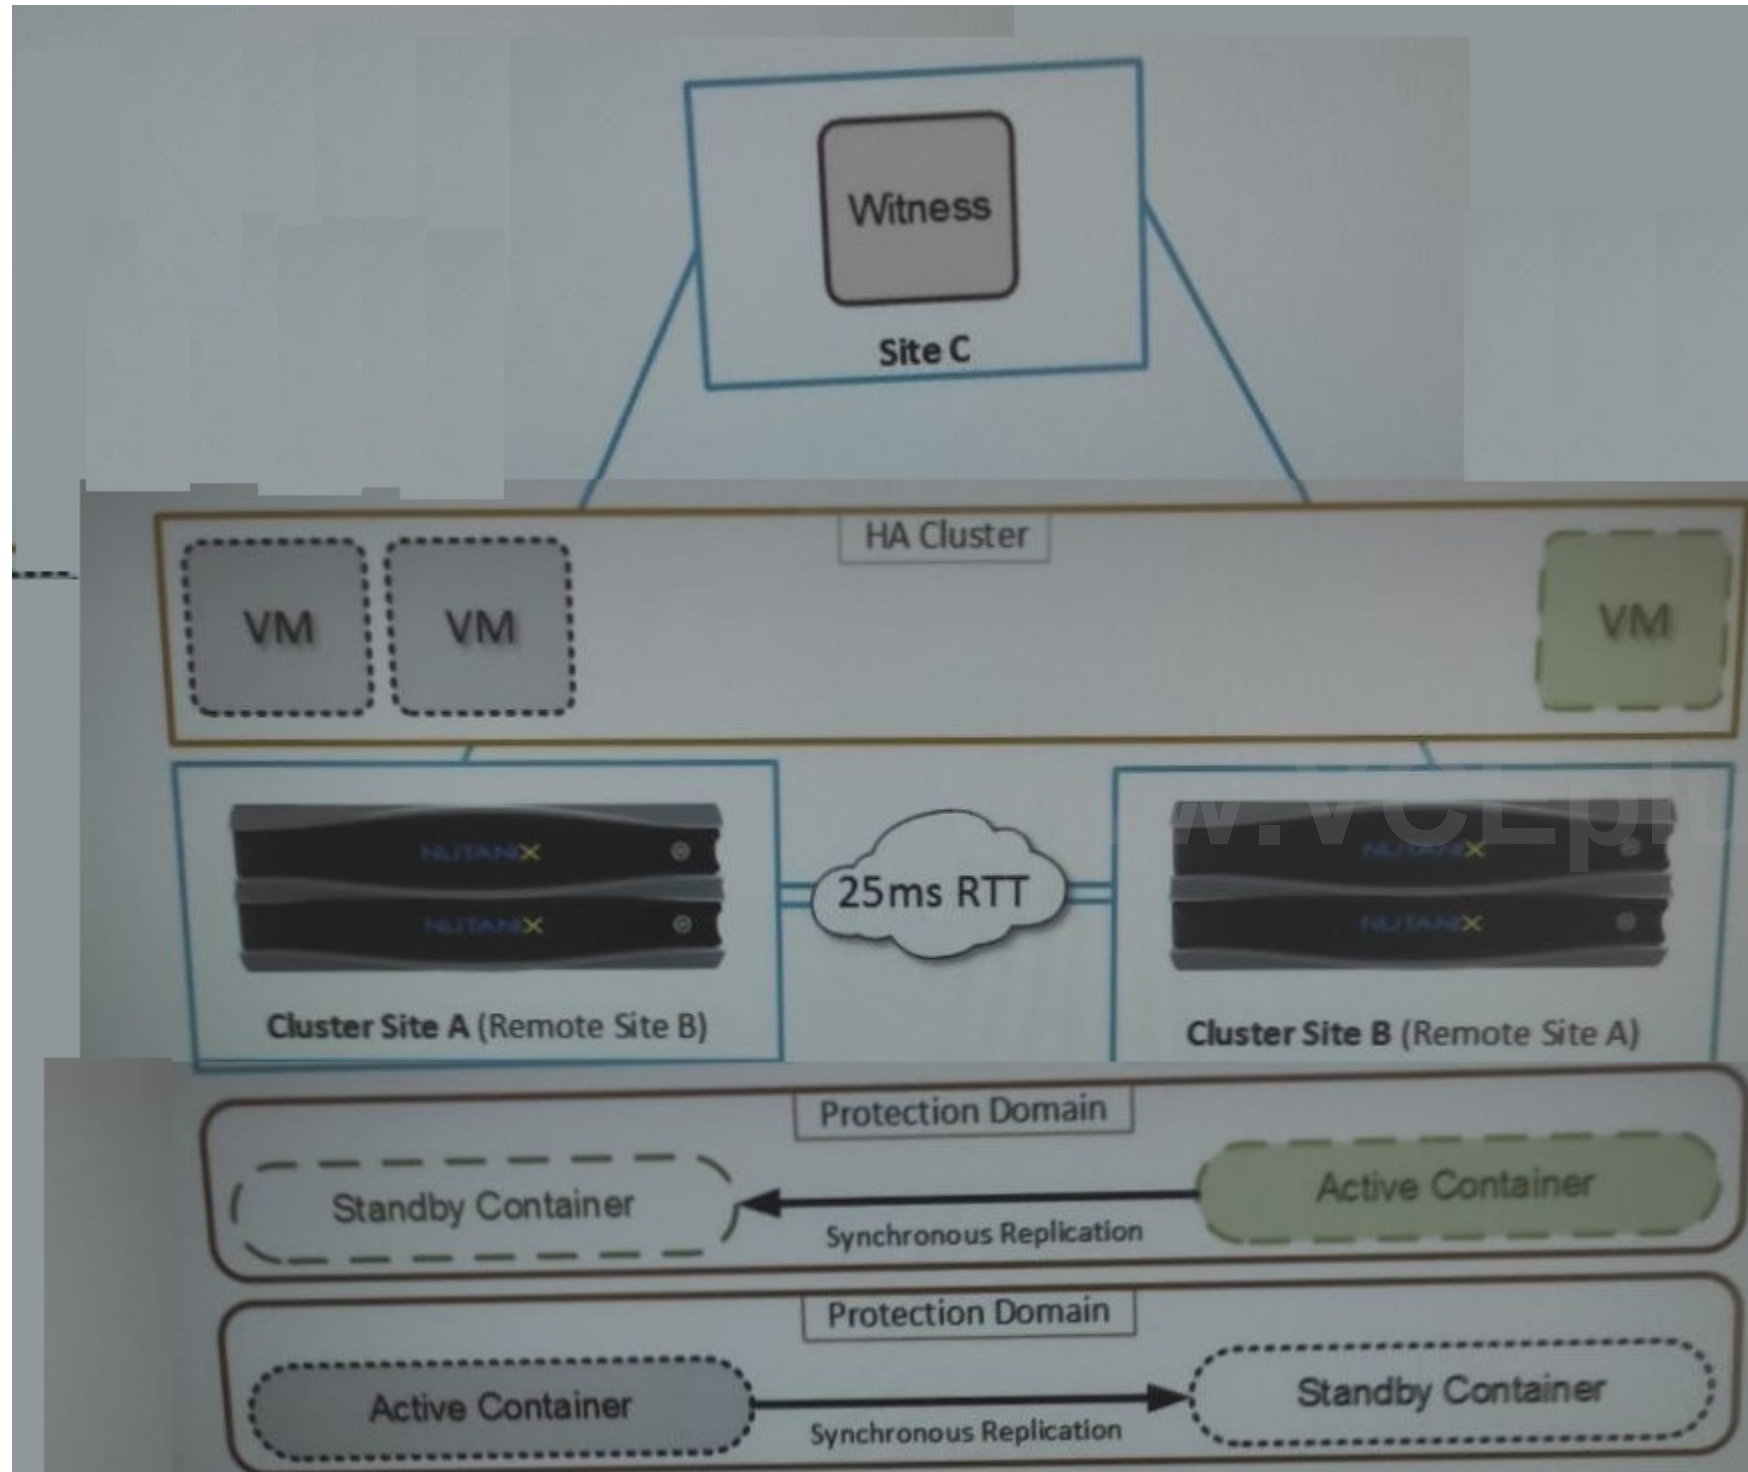 Witness
Site C
HA Cluster
VM
VM
VM
w.VCEplu
NUTANIX
NUTANIX
NUTANIX
NUTANIX
25ms RTT
Cluster Site A (Remote Site B)
Cluster Site B (Remote Site A)
Protection Domain
Standby Container
Active Container
Synchronous Replication
Protection Domain
Active Container
Standby Container
Synchronous Replication